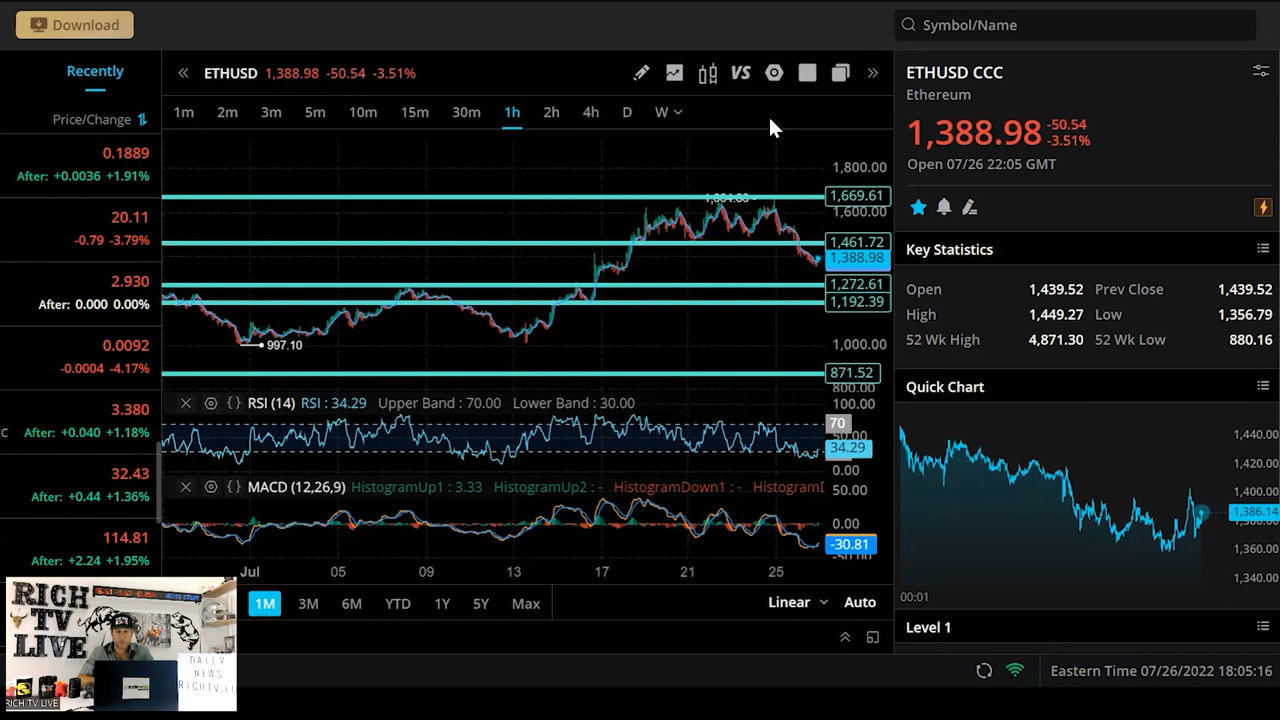 Download
Symbol/Name
Recently
Price/Change
0.1889
After: +0.0036 +1.91%
20.11
-0.79 -3.79%
2.930
After: 0.000 0.00%
0.0092
-0.0004 -4.17%
3.380
After: +0.040 +1.18%
32.43
After: +0.44 +1.36%
114.81
After: +2.24 +1.95%
ETHUSD 1,388.98 -50.54 -3.51%
VS
1m 2m 3m 5m 10m 15m 30m 1h 2h 4h D W
1,800.00
1,669.61
1,600.00
1,461.72
1,388.98
1,272.61
1,192.39
997.10
1,000.00
871.52
800.00
RSI (14) RSI : 34.29 Upper Band : 70.00 Lower Band : 30.00
100.00
70
50.00
34.29
0.00
MACD (12,26,9) HistogramUp1 : 3.33 HistogramUp2 : - HistogramDown1 : -
50.00
0.00
-30.81
Jul 05 09 13 17 21 25
1M 3M 6M YTD 1Y 5Y Max
Linear Auto
ETHUSD CCC
Ethereum
1,388.98 -50.54
-3.51%
Open 07/26 22:05 GMT
Key Statistics
Open 1,439.52 Prev Close 1,439.52
High 1,449.27 Low 1,356.79
52 Wk High 4,871.30 52 Wk Low 880.16
Quick Chart
1,440.00
1,420.00
1,400.00
1,386.14
1,360.00
1,340.00
00:01
Level 1
Eastern Time 07/26/2022 18:05:16
RICH
TV
LIVE
DAILY
NEWS
RICH TV LIVE